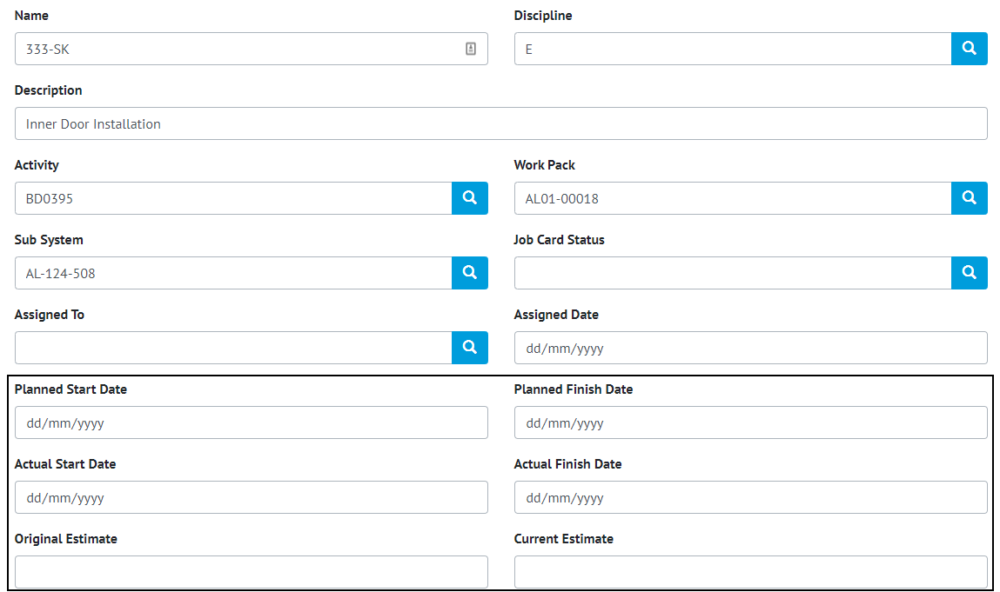 Name Discipline
333-SK E
Description
Inner Door Installation
Activity Work Pack
BD0395 AL01-00018
Sub System Job Card Status
AL-124-508
Assigned To Assigned Date
dd/mm/yyyy
Planned Start Date Planned Finish Date
dd/mm/yyyy dd/mm/yyyy
Actual Start Date Actual Finish Date
dd/mm/yyyy dd/mm/yyyy
Original Estimate Current Estimate